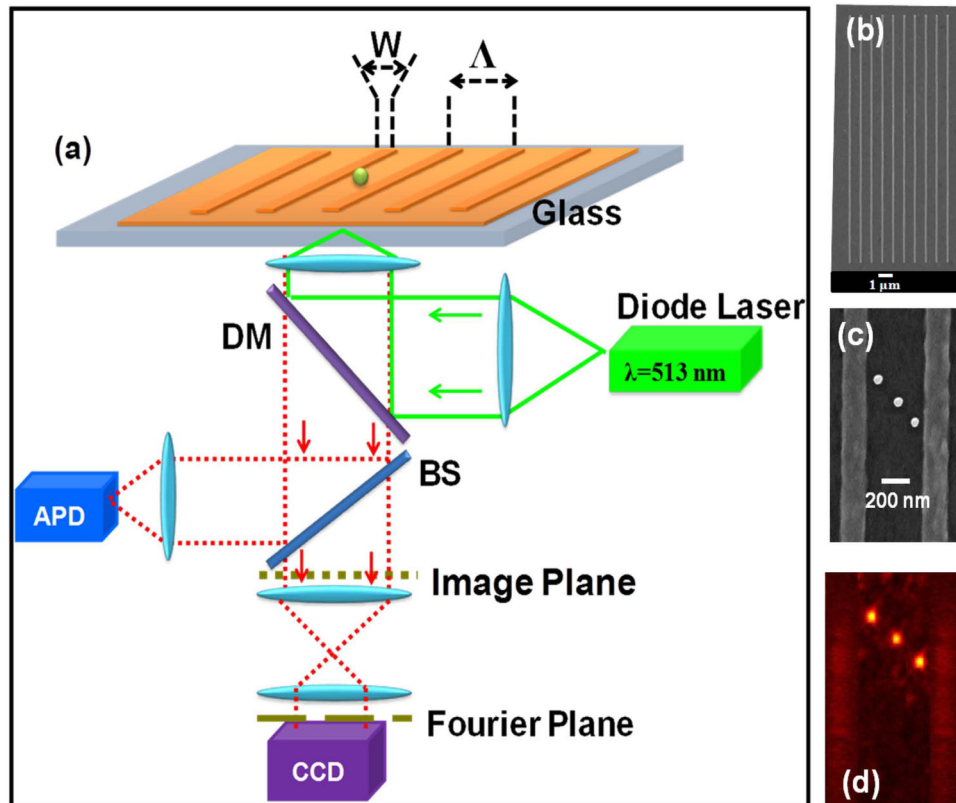 (a)
W
Λ
Glass
DM
Diode Laser
λ=513 nm
BS
APD
Image Plane
Fourier Plane
CCD
(b)
1 μm
(c)
200 nm
(d)